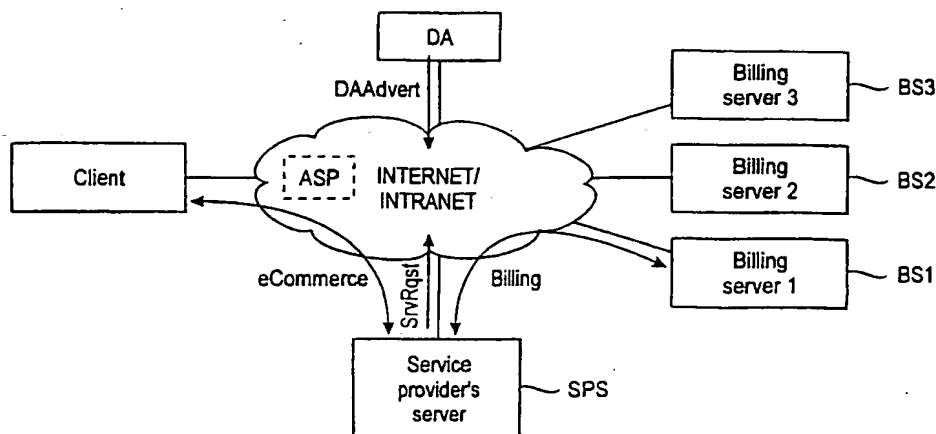 DA
DAAdvert
Billing
server 3
BS3
Client
ASP
INTERNET/
INTRANET
Billing
server 2
BS2
eCommerce
SrvRqst
Billing
Billing
server 1
BS1
Service
provider's
server
SPS